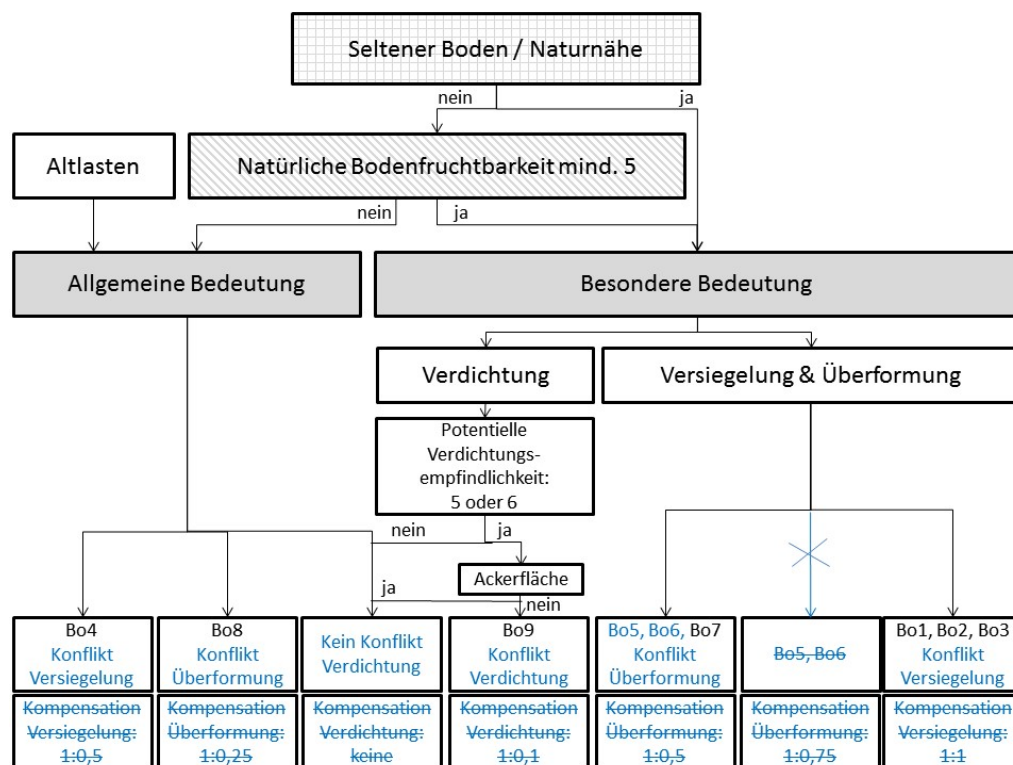 Seltener Boden / Naturnähe
nein
ja
Altlasten
Natürliche Bodenfruchtbarkeit mind. 5
nein
ja
Allgemeine Bedeutung
Besondere Bedeutung
Verdichtung
Versiegelung & Überformung
Potentielle
Verdichtungs-
empfindlichkeit:
5 oder 6
nein
ja
Ackerfläche
ja
nein
Bo4
Konflikt
Versiegelung
Bo8
Konflikt
Überformung
Kein Konflikt
Verdichtung
Bo9
Konflikt
Verdichtung
Bo5, Bo6, Bo7
Konflikt
Überformung
Bo5, Bo6
Bo1, Bo2, Bo3
Konflikt
Versiegelung
Kompensation
Versiegelung:
1:0,5
Kompensation
Überformung:
1:0,25
Kompensation
Verdichtung:
keine
Kompensation
Verdichtung:
1:0,1
Kompensation
Überformung:
1:0,5
Kompensation
Überformung:
1:0,75
Kompensation
Versiegelung:
1:1